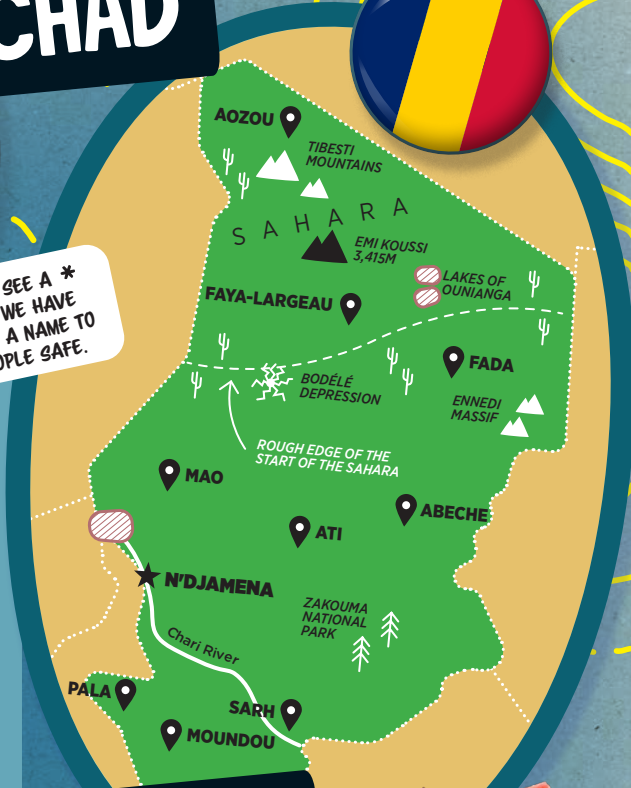 CHAD
AOZOU
TIBESTI
MOUNTAINS
SAHARA
EMI KOUSSI
3,415M
LAKES OF
OUNIANGA
FAYA-LARGEAU
SEE A *
WE HAVE
A NAME TO
SAFE.
FADA
BODÉLÉ
DEPRESSION
ENNEDI
MASSIF
ROUGH EDGE OF THE
START OF THE SAHARA
MAO
ABECHE
ATI
N'DJAMENA
ZAKOUMA
NATIONAL
PARK
Chari River
PALA
SARH
MOUNDOU